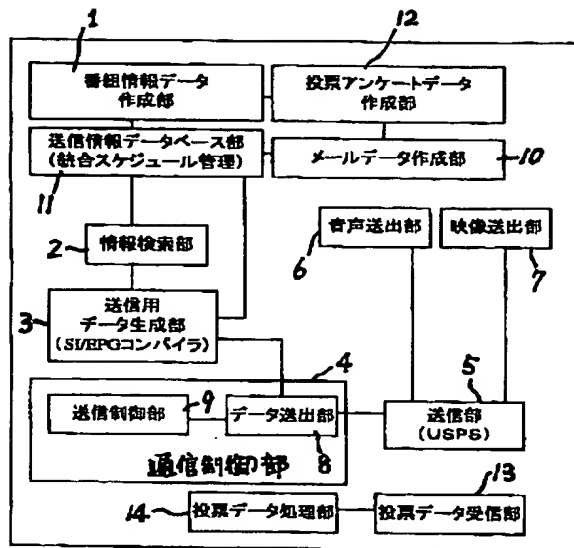 1
12
番組情報データ
作成部
投票アンケートデータ
作成部
送信情報データベース部
(統合スケジュール管理)
メールデータ作成部
10
11
2
情報検索部
音声送出部
映像送出部
6
7
3
送信用
データ生成部
(SI/EPGコンパイラ)
4
5
送信制御部
9
データ送出部
8
送信部
(USPS)
通信制御部
13
14
投票データ処理部
投票データ受信部